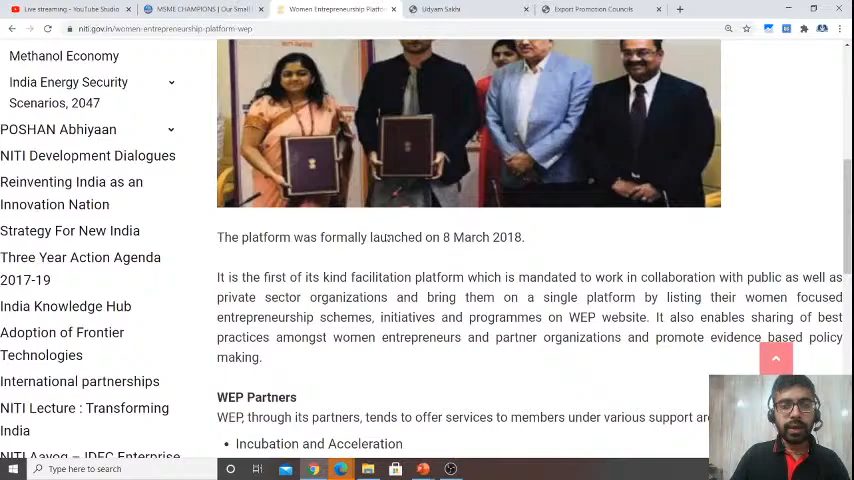 Live streaming - YouTube Studio
MSME CHAMPIONS | Our Small
Women Entrepreneurship Platfo
Udyam Sakhi
Export Promotion Councils
niti.gov.in/women-entrepreneurship-platform-wep
Methanol Economy
India Energy Security
Scenarios, 2047
POSHAN Abhiyaan
NITI Development Dialogues
Reinventing India as an
Innovation Nation
Strategy For New India
Three Year Action Agenda
2017-19
India Knowledge Hub
Adoption of Frontier
Technologies
International partnerships
NITI Lecture : Transforming
India
NITI Aayog – IDFC Enterprise
The platform was formally launched on 8 March 2018.
It is the first of its kind facilitation platform which is mandated to work in collaboration with public as well as
private sector organizations and bring them on a single platform by listing their women focused
entrepreneurship schemes, initiatives and programmes on WEP website. It also enables sharing of best
practices amongst women entrepreneurs and partner organizations and promote evidence based policy
making.
WEP Partners
WEP, through its partners, tends to offer services to members under various support
• Incubation and Acceleration
Type here to search